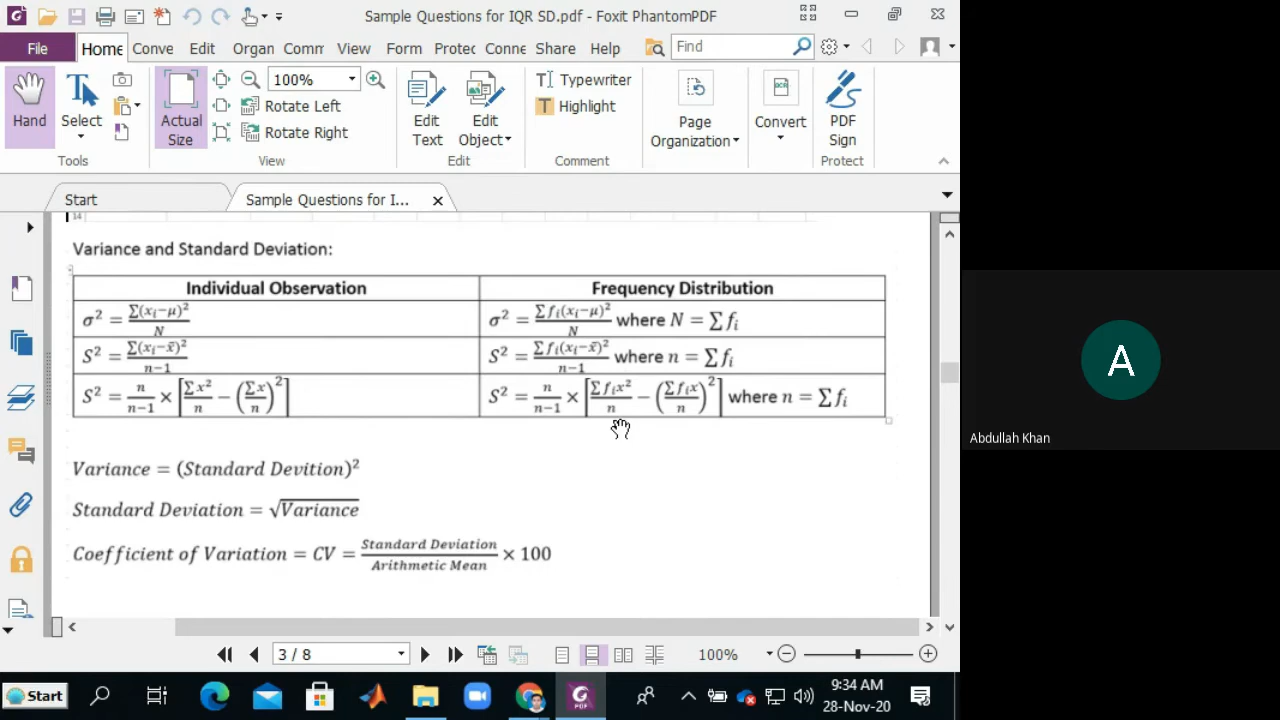 Sample Questions for IQR SD.pdf - Foxit PhantomPDF
File Home Conve Edit Organ Comm View Form Protec Conne Share Help Find
Hand
Select
Actual Size
100%
Rotate Left
Rotate Right
Edit Text
Edit Object
Typewriter
Highlight
Page Organization
Convert
PDF Sign
Tools View Edit Comment Protect
Start
Sample Questions for I...
14
Variance and Standard Deviation:
Individual Observation Frequency Distribution
σ² = Σ(xᵢ−μ)²/N σ² = Σfᵢ(xᵢ−μ)²/N where N = Σfᵢ
S² = Σ(xᵢ−x̄)²/n−1 S² = Σfᵢ(xᵢ−x̄)²/n−1 where n = Σfᵢ
S² = n/n−1 × [Σx²/n − (Σx/n)²] S² = n/n−1 × [Σfᵢx²/n − (Σfᵢx/n)²] where n = Σfᵢ
Variance = (Standard Devition)²
Standard Deviation = √Variance
Coefficient of Variation = CV = Standard Deviation/Arithmetic Mean × 100
3 / 8
100%
Start
9:34 AM
28-Nov-20
A
Abdullah Khan